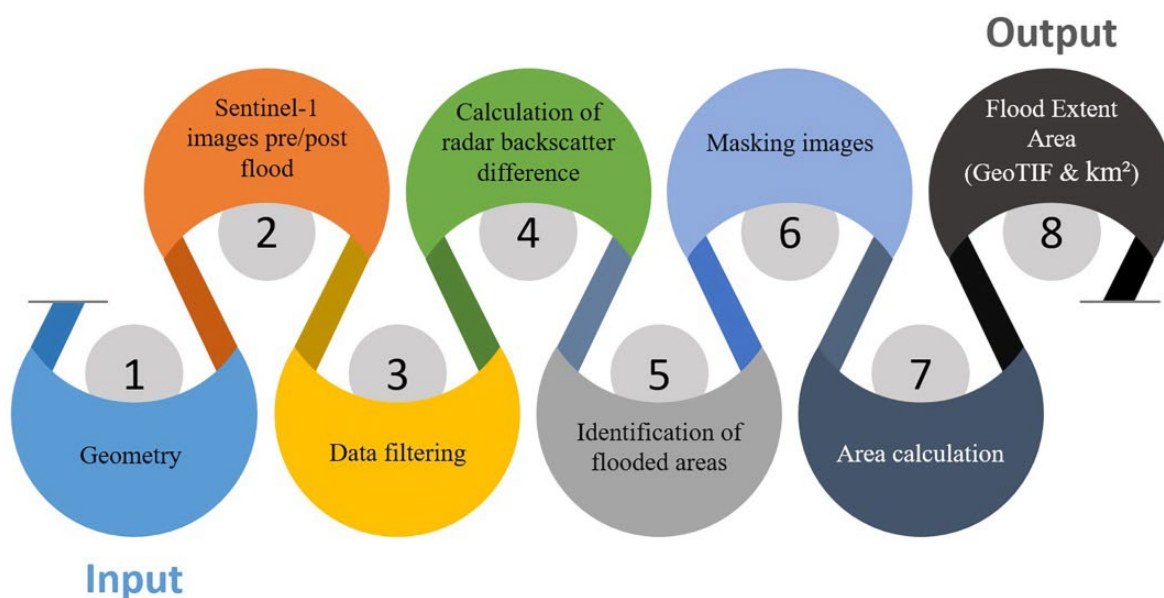 Input
1
Geometry
Sentinel-1
images pre/post
flood
2
3
Data filtering
Calculation of
radar backscatter
difference
4
5
Identification of
flooded areas
Masking images
6
7
Area calculation
Output
Flood Extent
Area
(GeoTIF & km²)
8